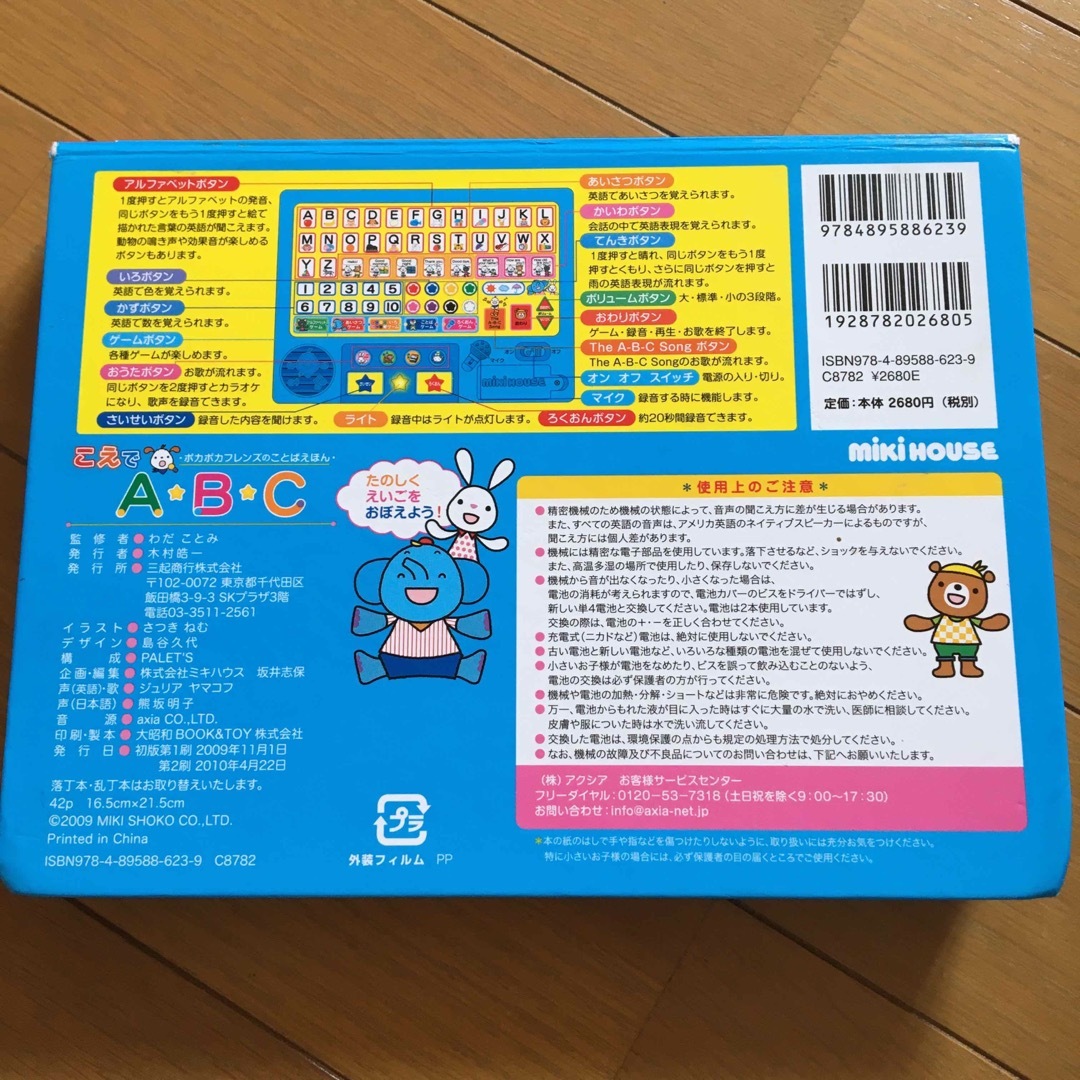 アルファベットボタン
1度押すとアルファベットの発音、
同じボタンをもう1度押すと絵で
描かれた言葉の英語が聞こえます。
動物の鳴き声や効果音が楽しめる
ボタンもあります。
いろボタン
英語で色を覚えられます。
かずボタン
英語で数を覚えられます。
ゲームボタン
各種ゲームが楽しめます。
おうたボタン お歌が流れます。
同じボタンを2度押すとカラオケ
になり、歌声を録音できます。
さいせいボタン 録音した内容を聞けます。
ライト 録音中はライトが点灯します。
ろくおんボタン 約20秒間録音できます。
A B C D E F G H I J K L
M N O P Q R S T U V W X
Y Z
1 2 3 4 5
6 7 8 9 10
マイク
オン オフ
miki HOUSE
あいさつボタン
英語であいさつを覚えられます。
かいわボタン
会話の中で英語表現を覚えられます。
てんきボタン
1度押すと晴れ、同じボタンをもう1度
押すとくもり、さらに同じボタンを押すと
雨の英語表現が流れます。
ボリュームボタン 大・標準・小の3段階。
おわりボタン
ゲーム・録音・再生・お歌を終了します。
The A-B-C Song ボタン
The A-B-C Songのお歌が流れます。
オン オフ スイッチ 電源の入り・切り。
マイク 録音する時に機能します。
9784895886239
1928782026805
ISBN978-4-89588-623-9
C8782 ¥2680E
定価：本体 2680円（税別）
miki HOUSE
こえで
・ポカポカフレンズのことばえほん・
A★B★C
たのしく
えいごを
おぼえよう！
監修者●わだ ことみ
発行者●木村皓一
発行所●三起商行株式会社
〒102-0072 東京都千代田区
飯田橋3-9-3 SKプラザ3階
電話03-3511-2561
イラスト●さつき ねむ
デザイン●島谷久代
構成●PALET'S
企画・編集●株式会社ミキハウス 坂井志保
声（英語）・歌●ジュリア ヤマコフ
声（日本語）●熊坂明子
音源●axia CO.,LTD.
印刷・製本●大昭和BOOK&TOY株式会社
発行日●初版第1刷 2009年11月1日
第2刷 2010年4月22日
落丁本・乱丁本はお取り替えいたします。
42p 16.5cm×21.5cm
©2009 MIKI SHOKO CO.,LTD.
Printed in China
ISBN978-4-89588-623-9 C8782
プラ
外装フィルム PP
＊使用上のご注意＊
●精密機械のため機械の状態によって、音声の聞こえ方に差が生じる場合があります。
また、すべての英語の音声は、アメリカ英語のネイティブスピーカーによるものですが、
聞こえ方には個人差があります。
●機械には精密な電子部品を使用しています。落下させるなど、ショックを与えないでください。
また、高温多湿の場所で使用したり、保存しないでください。
●機械から音が出なくなったり、小さくなった場合は、
電池の消耗が考えられますので、電池カバーのビスをドライバーではずし、
新しい単4電池と交換してください。電池は2本使用しています。
交換の際は、電池の＋・－を正しく合わせてください。
●充電式（ニカドなど）電池は、絶対に使用しないでください。
●古い電池と新しい電池など、いろいろな種類の電池を混ぜて使用しないでください。
●小さいお子様が電池をなめたり、ビスを誤って飲み込むことのないよう、
電池の交換は必ず保護者の方が行ってください。
●機械や電池の加熱・分解・ショートなどは非常に危険です。絶対におやめください。
●万一、電池からもれた液が目に入った時はすぐに大量の水で洗い、医師に相談してください。
皮膚や服についた時は水で洗い流してください。
●交換した電池は、環境保護の点からも規定の処理方法で処分してください。
●なお、機械の故障及び不良品についてのお問い合わせは、下記へお願いいたします。
（株）アクシア お客様サービスセンター
フリーダイヤル：0120-53-7318（土日祝を除く9：00～17：30）
お問い合わせ：info@axia-net.jp
＊本の紙のはしで手や指などを傷つけたりしないように、取り扱いには充分お気をつけください。
特に小さいお子様の場合には、必ず保護者の目の届くところでご使用ください。